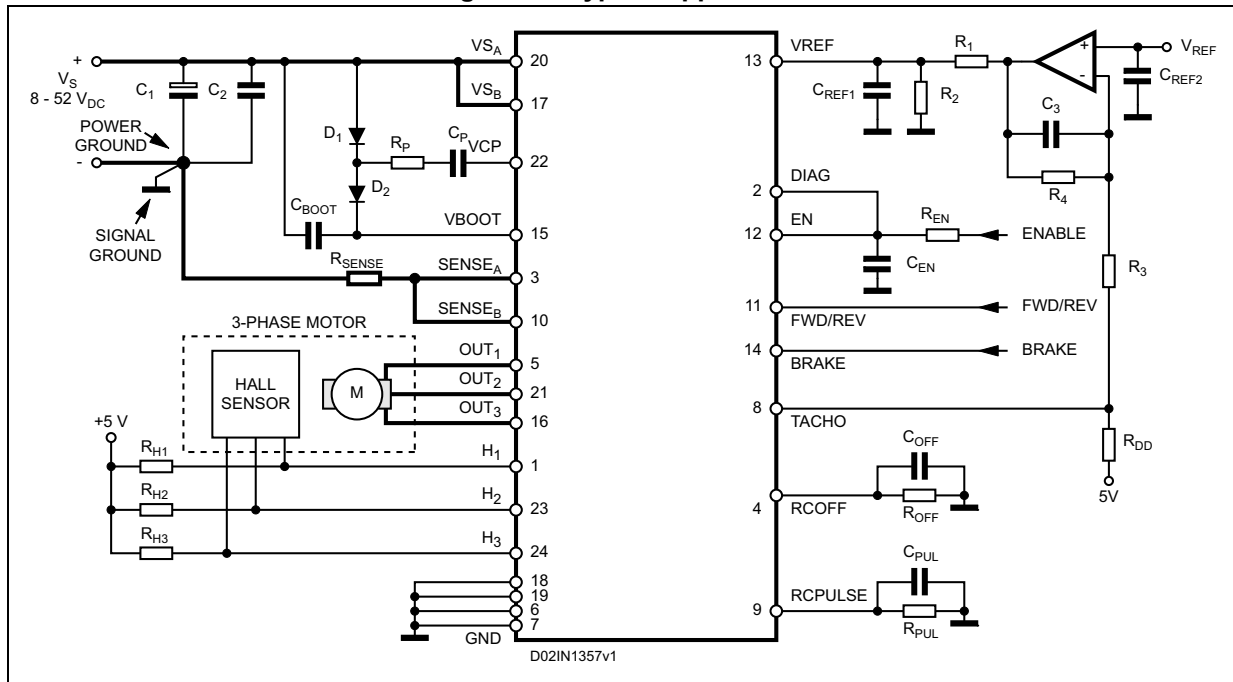 VS_A
+
20
V_S
8 - 52 V_DC
C_1
C_2
VS_B
17
POWER
GROUND
-
D_1
R_P
C_P
VCP
22
D_2
C_BOOT
VBOOT
15
SIGNAL
GROUND
R_SENSE
SENSE_A
3
SENSE_B
10
3-PHASE MOTOR
OUT_1
5
HALL
SENSOR
M
OUT_2
21
OUT_3
16
+5 V
R_H1
H_1
1
R_H2
H_2
23
R_H3
H_3
24
18
19
6
7
GND
D02IN1357v1
13
VREF
R_1
+
-
V_REF
C_REF1
R_2
C_REF2
C_3
R_4
DIAG
2
EN
12
R_EN
ENABLE
C_EN
R_3
11
FWD/REV
FWD/REV
14
BRAKE
BRAKE
8
TACHO
R_DD
5V
C_OFF
4
RCOFF
R_OFF
C_PUL
9
RCPULSE
R_PUL